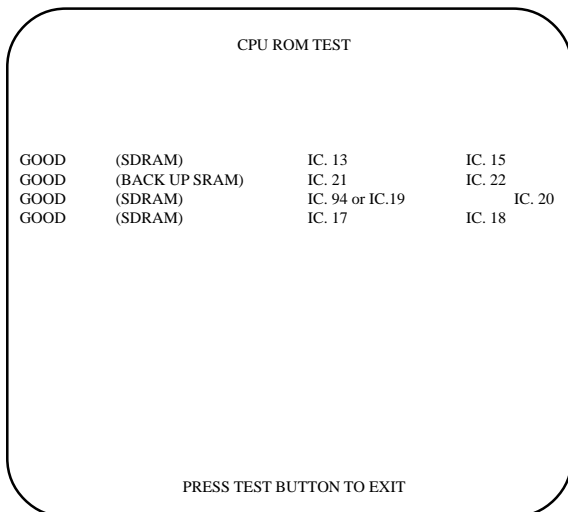 CPU ROM TEST
GOOD (SDRAM) IC. 13 IC. 15
GOOD (BACK UP SRAM) IC. 21 IC. 22
GOOD (SDRAM) IC. 94 or IC.19 IC. 20
GOOD (SDRAM) IC. 17 IC. 18
PRESS TEST BUTTON TO EXIT